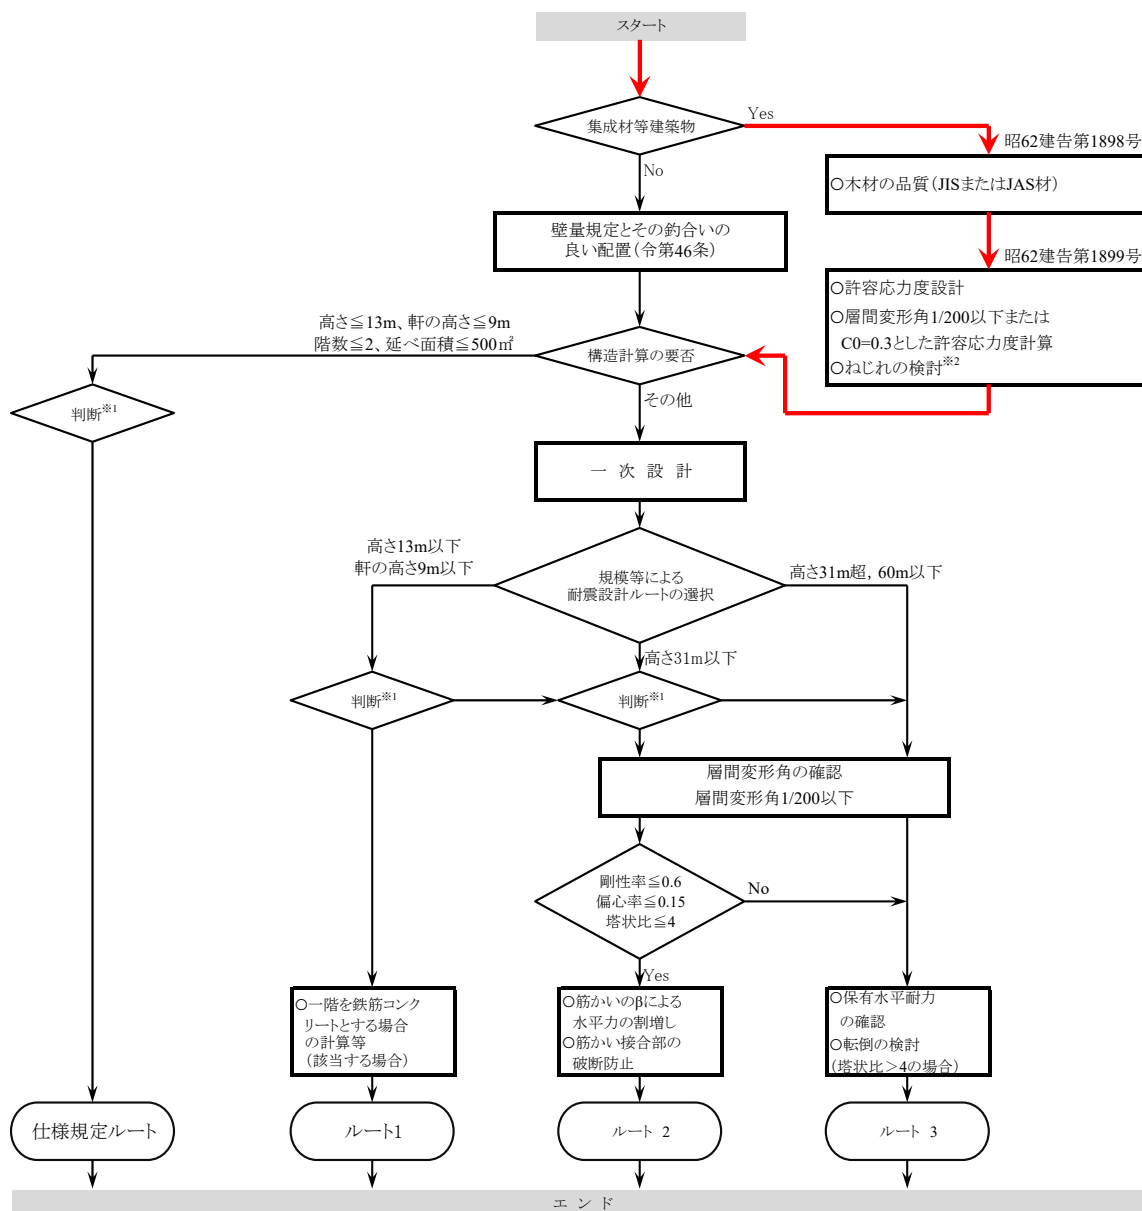 スタート
集成材等建築物
Yes
No
昭62建告第1898号
○木材の品質（JISまたはJAS材）
壁量規定とその釣合いの
良い配置（令第46条）
昭62建告第1899号
○許容応力度設計
○層間変形角1/200以下または
C0=0.3とした許容応力度計算
○ねじれの検討※2
高さ≦13m、軒の高さ≦9m
階数≦2、延べ面積≦500㎡
構造計算の要否
その他
判断※1
一 次 設 計
高さ13m以下
軒の高さ9m以下
規模等による
耐震設計ルートの選択
高さ31m超，60m以下
高さ31m以下
判断※1
判断※1
層間変形角の確認
層間変形角1/200以下
剛性率≦0.6
偏心率≦0.15
塔状比≦4
No
Yes
○一階を鉄筋コンク
リートとする場合
の計算等
（該当する場合）
○筋かいのβによる
水平力の割増し
○筋かい接合部の
破断防止
○保有水平耐力
の確認
○転倒の検討
（塔状比＞4の場合）
仕様規定ルート
ルート1
ルート 2
ルート 3
エ ン ド